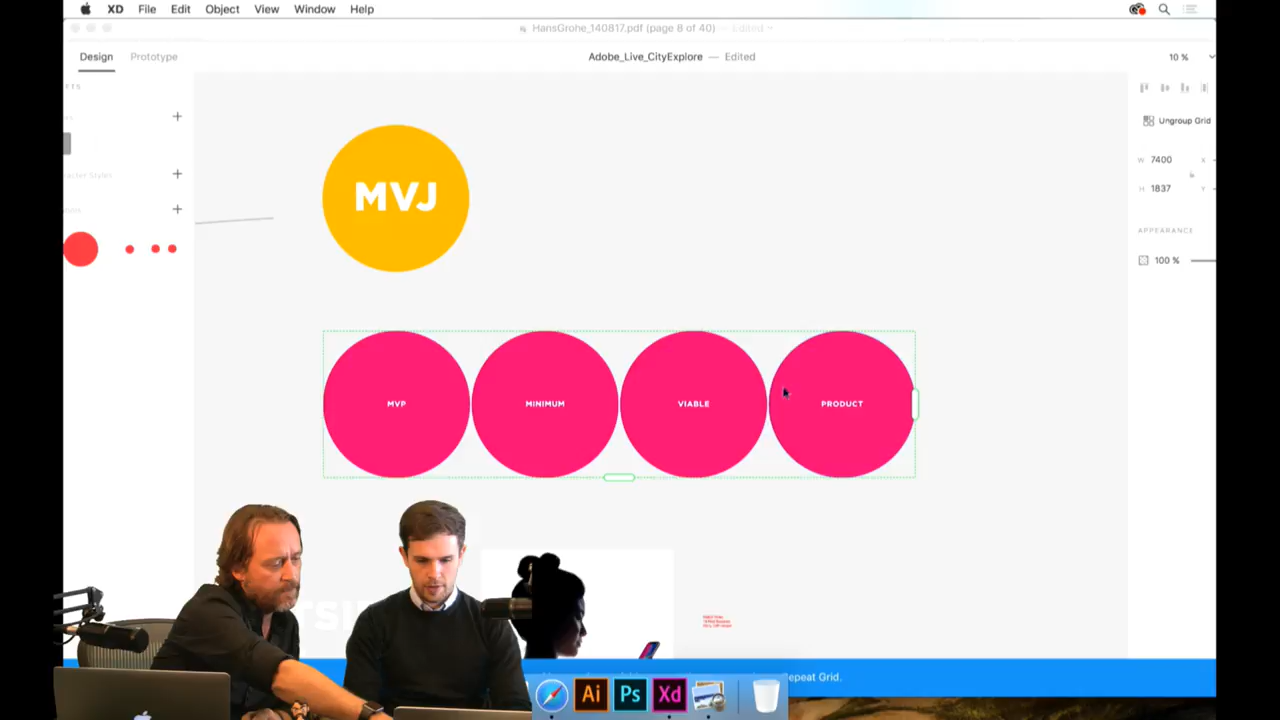 XD File Edit Object View Window Help
HansGrohe_140817.pdf (page 8 of 40) — Edited
Design Prototype
Adobe_Live_CityExplore — Edited
10 %
Ungroup Grid
W 7400 X
H 1837 Y
APPEARANCE
100 %
MVJ
MVP MINIMUM VIABLE PRODUCT
Repeat Grid.
Ai Ps Xd